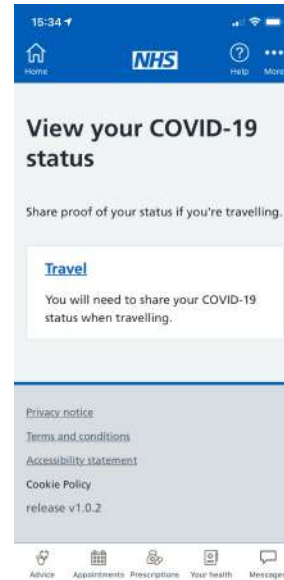 15:34
Home
NHS
Help
More
View your COVID-19
status
Share proof of your status if you're travelling.
Travel
You will need to share your COVID-19
status when travelling.
Privacy notice
Terms and conditions
Accessibility statement
Cookie Policy
release v1.0.2
Advice Appointments Prescriptions Your health Messages